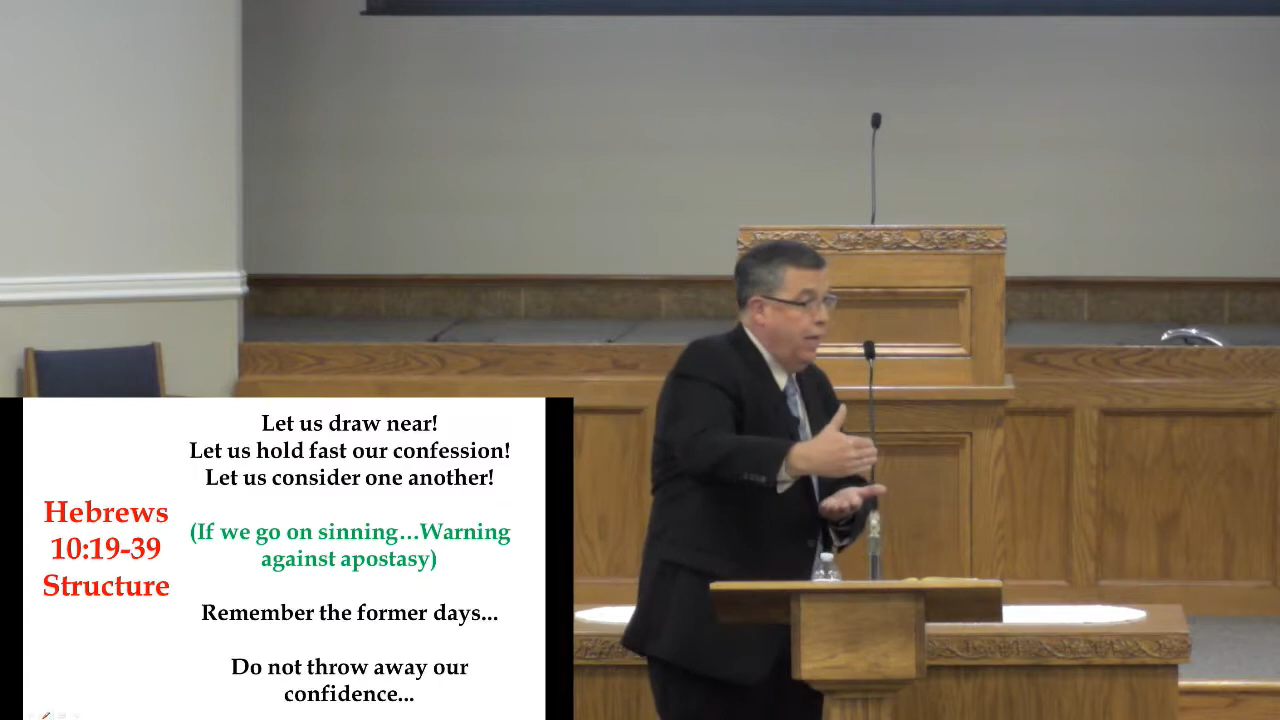 Hebrews
10:19-39
Structure
Let us draw near!
Let us hold fast our confession!
Let us consider one another!
(If we go on sinning...Warning
against apostasy)
Remember the former days...
Do not throw away our
confidence...